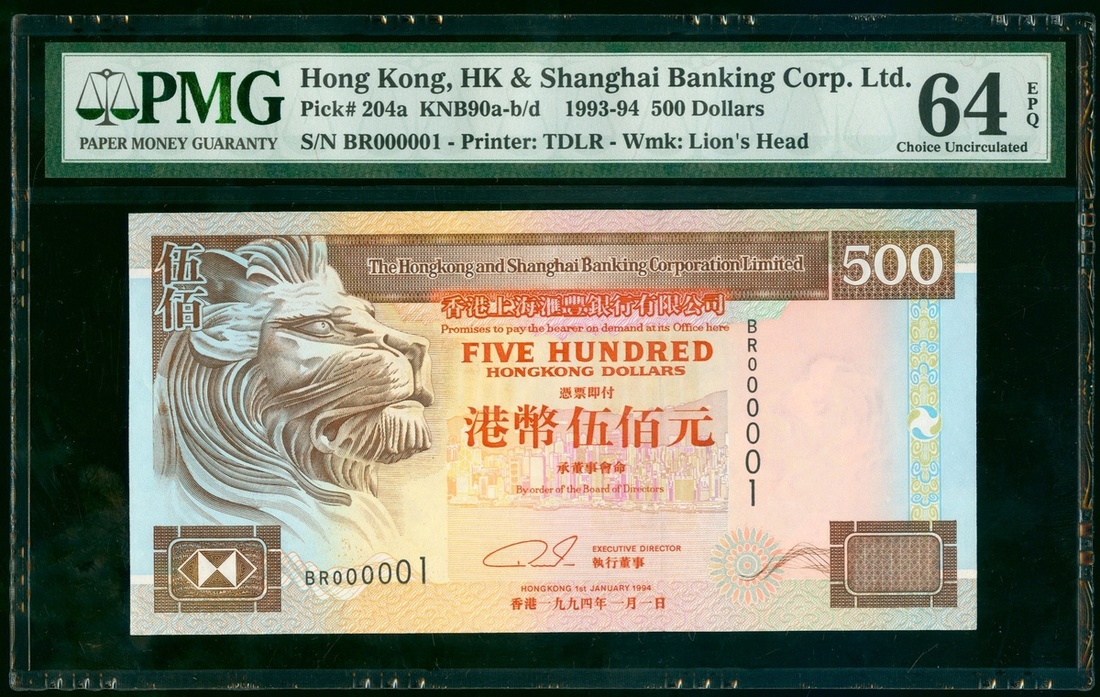 PMG
PAPER MONEY GUARANTY
Hong Kong, HK & Shanghai Banking Corp. Ltd.
Pick# 204a KNB90a-b/d 1993-94 500 Dollars
S/N BR000001 - Printer: TDLR - Wmk: Lion's Head
64
EPQ
Choice Uncirculated
伍佰
The Hongkong and Shanghai Banking Corporation Limited
500
香港上海滙豐銀行有限公司
Promises to pay the bearer on demand at its Office here
FIVE HUNDRED
HONGKONG DOLLARS
憑票即付
港幣伍佰元
承董事會命
By order of the Board of Directors
BR000001
EXECUTIVE DIRECTOR
執行董事
BR000001
HONGKONG 1st JANUARY 1994
香港一九九四年一月一日